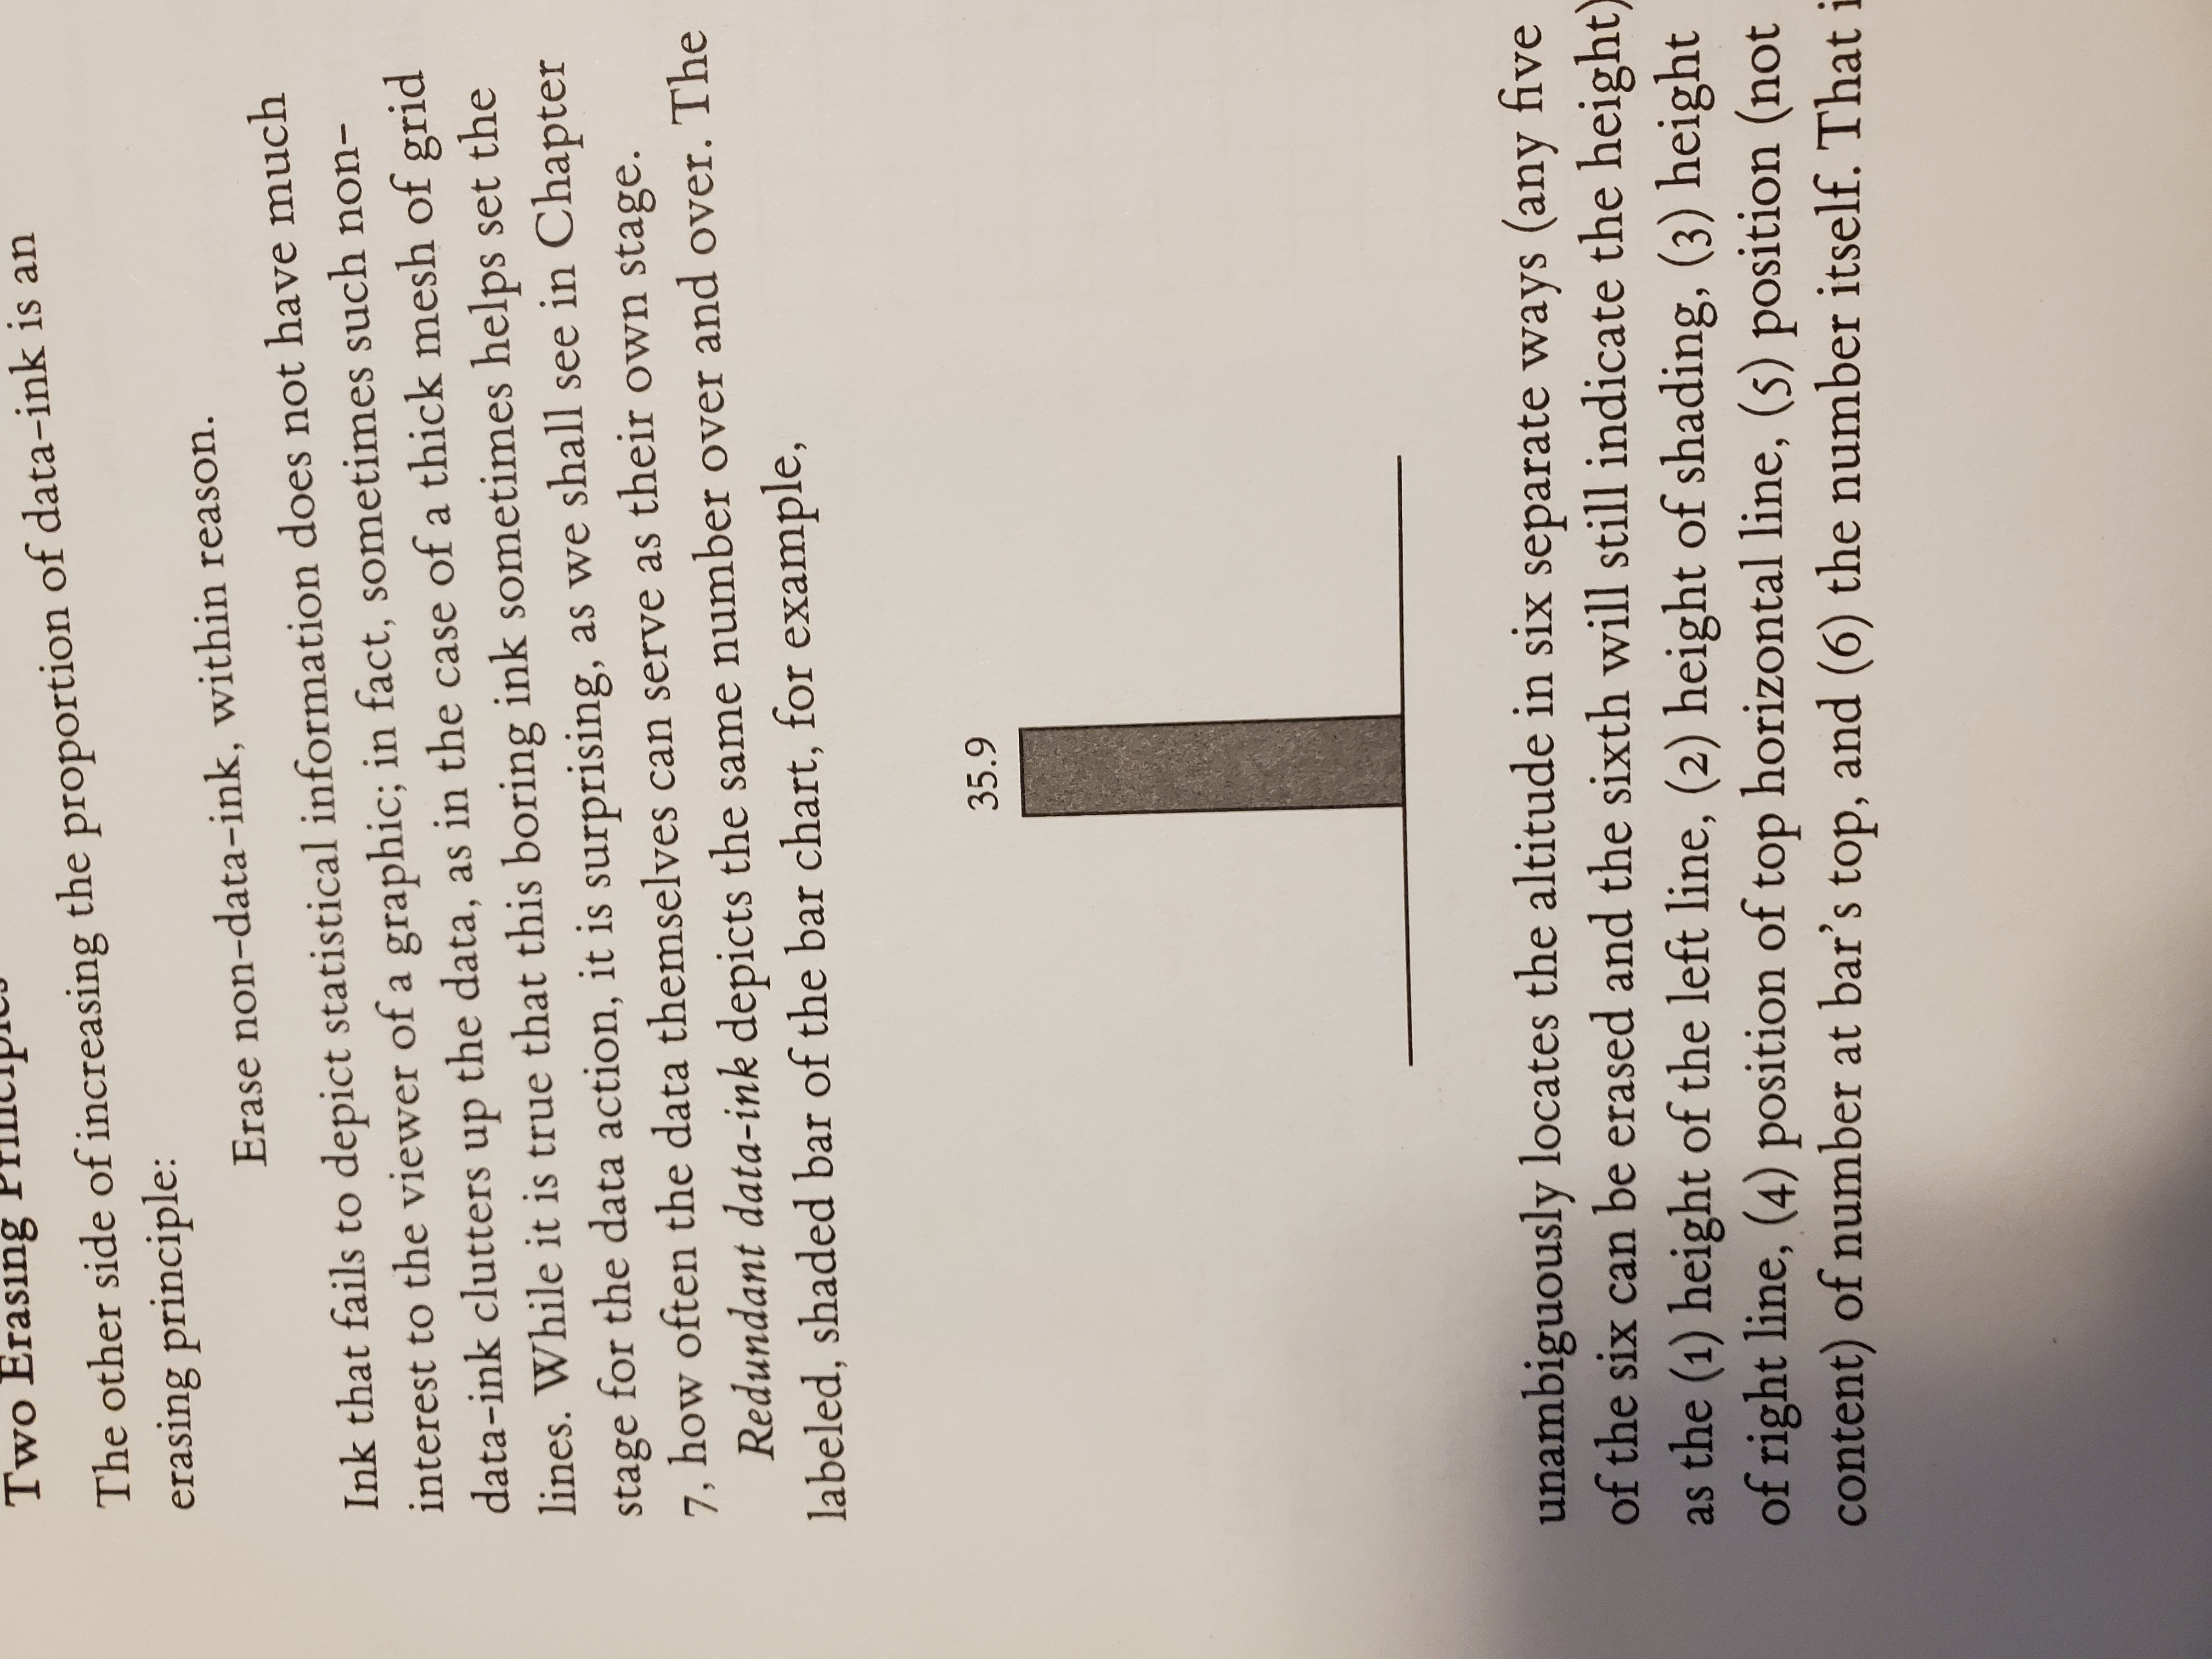 Two Erasing Principles
The other side of increasing the proportion of data-ink is an
erasing principle:
Erase non-data-ink, within reason.
Ink that fails to depict statistical information does not have much
interest to the viewer of a graphic; in fact, sometimes such non-
data-ink clutters up the data, as in the case of a thick mesh of grid
lines. While it is true that this boring ink sometimes helps set the
stage for the data action, it is surprising, as we shall see in Chapter
7, how often the data themselves can serve as their own stage.
Redundant data-ink depicts the same number over and over. The
labeled, shaded bar of the bar chart, for example,
35.9
unambiguously locates the altitude in six separate ways (any five
of the six can be erased and the sixth will still indicate the height)
as the (1) height of the left line, (2) height of shading, (3) height
of right line, (4) position of top horizontal line, (5) position (not
content) of number at bar's top, and (6) the number itself. That i